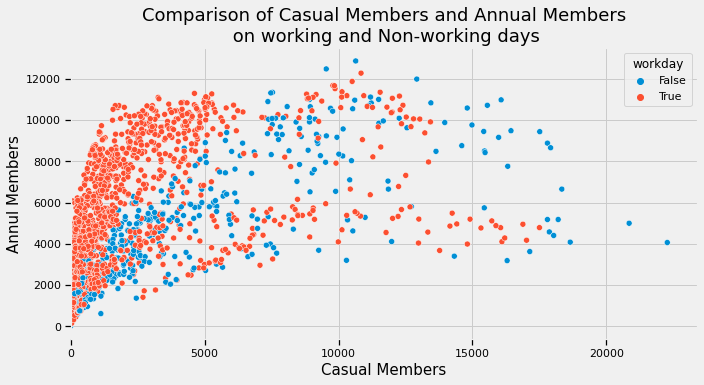 Comparison of Casual Members and Annual Members
on working and Non-working days
workday
False
True
Annul Members
12000
10000
8000
6000
4000
2000
0
0 5000 10000 15000 20000
Casual Members